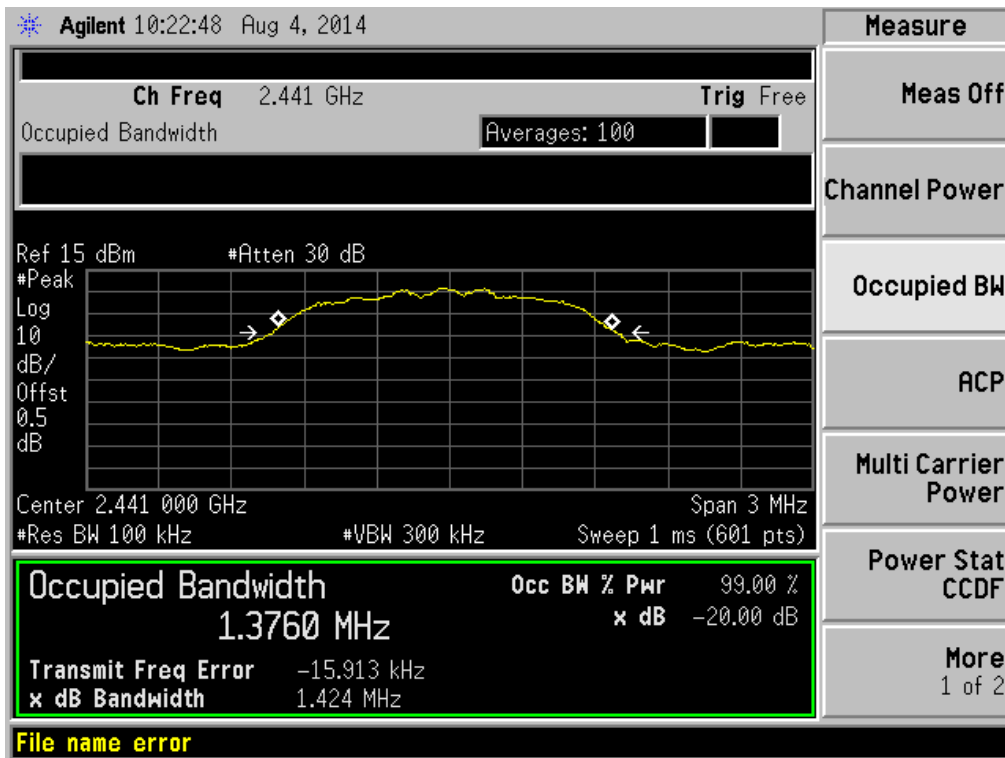 Agilent 10:22:48 Aug 4, 2014
Measure
Ch Freq 2.441 GHz Trig Free
Occupied Bandwidth Averages: 100
Meas Off
Channel Power
Occupied BW
ACP
Multi Carrier
Power
Power Stat
CCDF
More
1 of 2
Ref 15 dBm #Atten 30 dB
#Peak
Log
10
dB/
Offst
0.5
dB
Center 2.441 000 GHz Span 3 MHz
#Res BW 100 kHz #VBW 300 kHz Sweep 1 ms (601 pts)
Occupied Bandwidth Occ BW % Pwr 99.00 %
1.3760 MHz x dB -20.00 dB
Transmit Freq Error -15.913 kHz
x dB Bandwidth 1.424 MHz
File name error